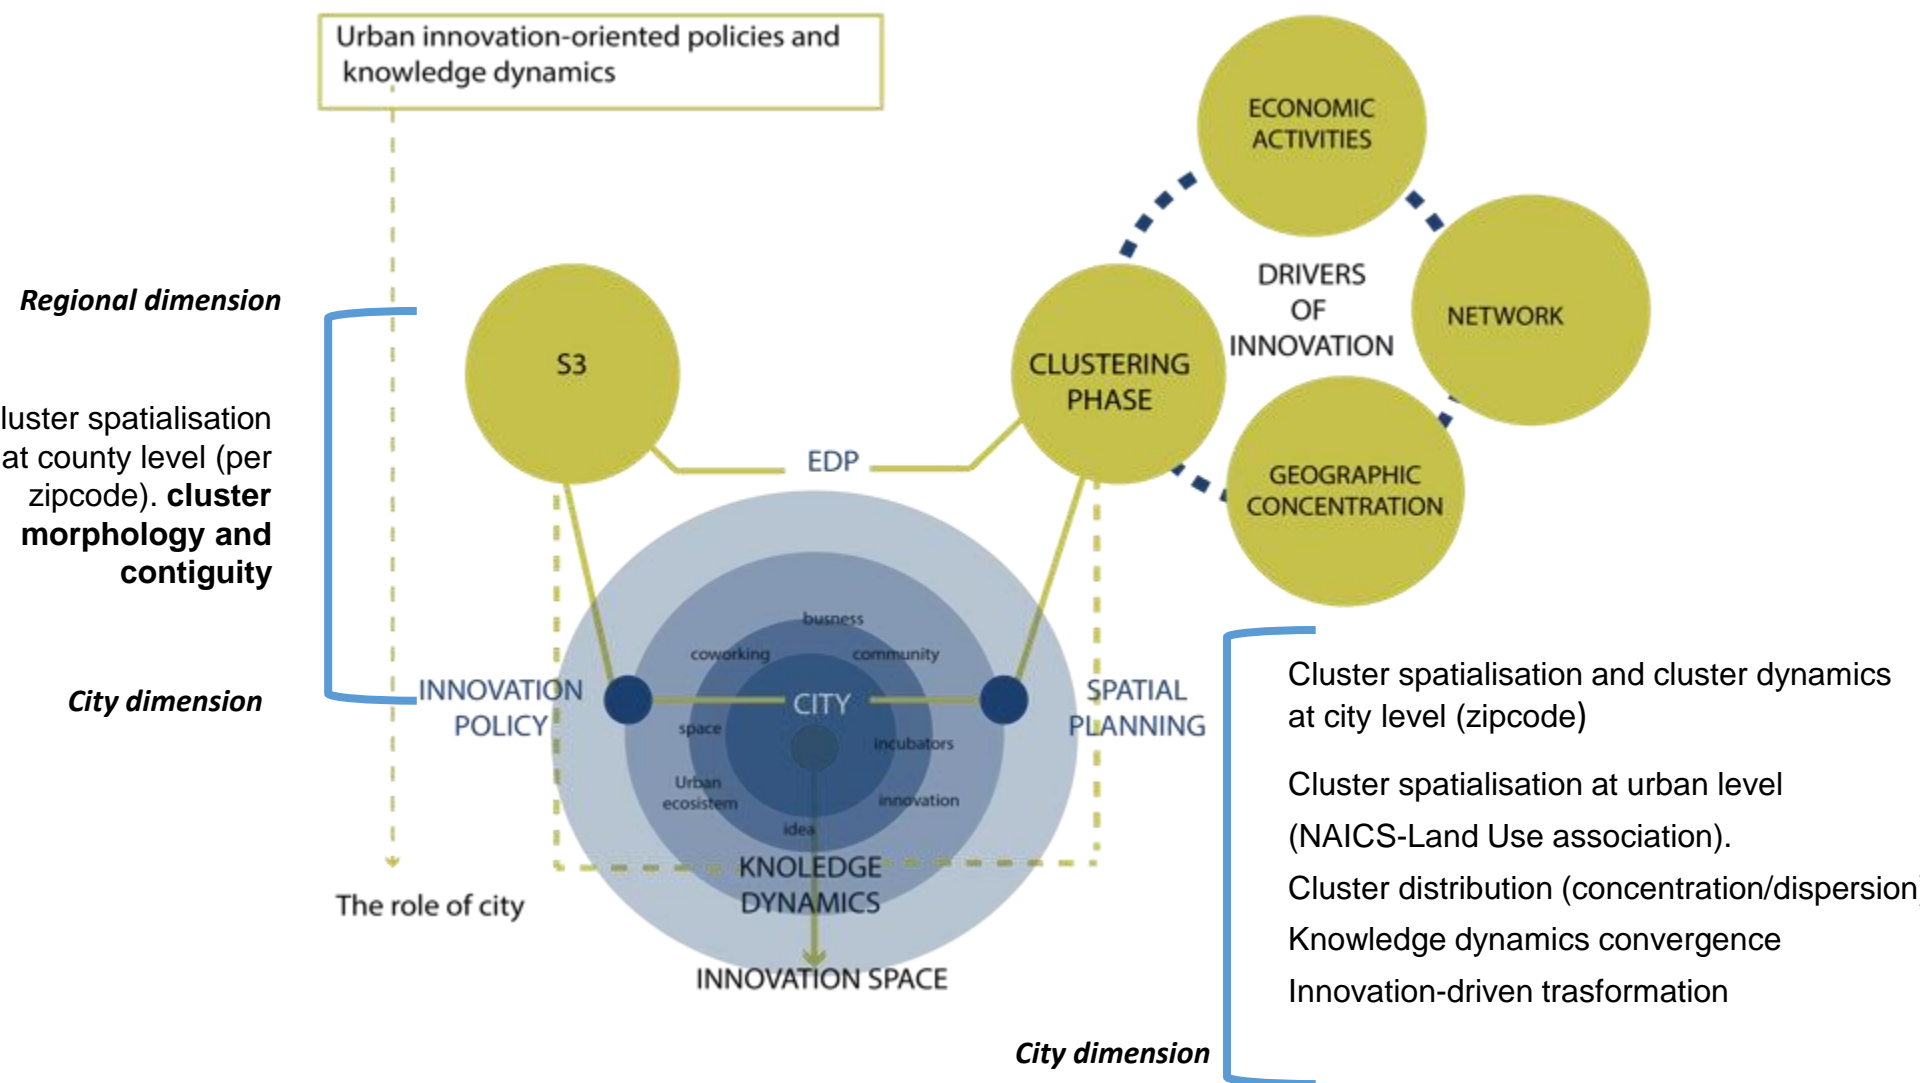 Urban innovation-oriented policies and
knowledge dynamics
ECONOMIC
ACTIVITIES
DRIVERS
OF
INNOVATION
NETWORK
Regional dimension
S3
CLUSTERING
PHASE
luster spatialisation
at county level (per
zipcode). cluster
morphology and
contiguity
EDP
GEOGRAPHIC
CONCENTRATION
busness
coworking
community
City dimension
INNOVATION
POLICY
CITY
SPATIAL
PLANNING
space
incubators
Urban
ecosistem
innovation
idea
KNOLEDGE
DYNAMICS
The role of city
INNOVATION SPACE
Cluster spatialisation and cluster dynamics
at city level (zipcode)
Cluster spatialisation at urban level
(NAICS-Land Use association).
Cluster distribution (concentration/dispersion)
Knowledge dynamics convergence
Innovation-driven trasformation
City dimension